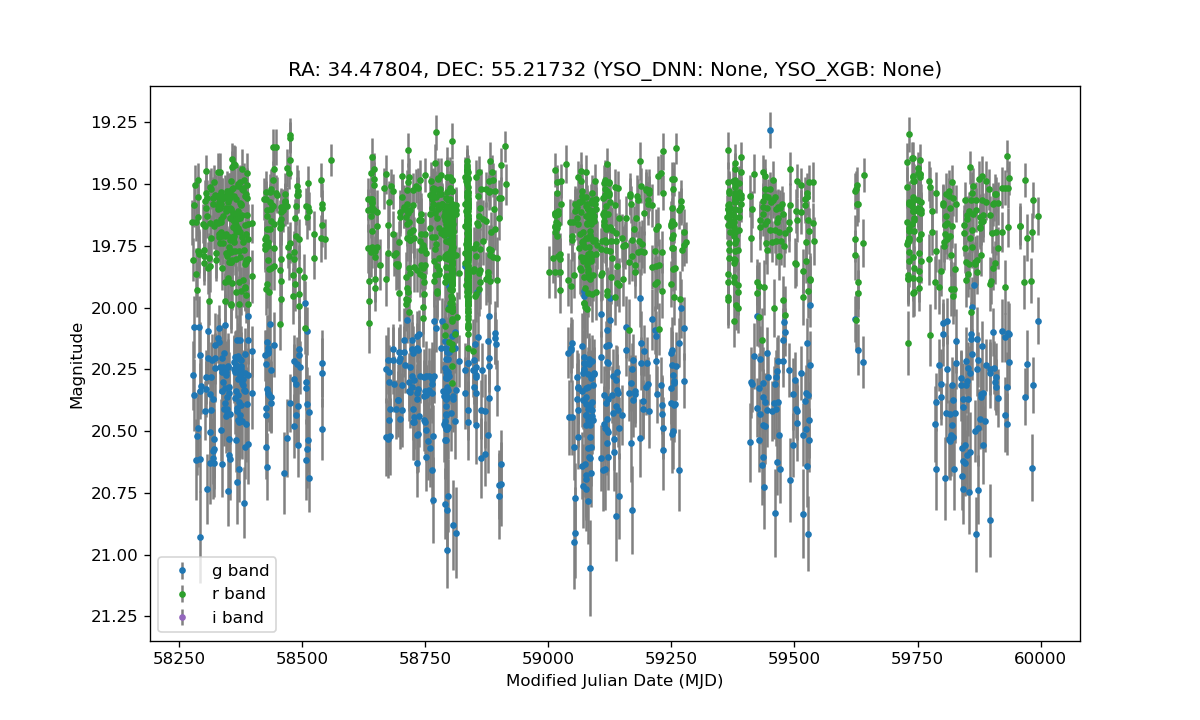 RA: 34.47804, DEC: 55.21732 (YSO_DNN: None, YSO_XGB: None)
19.25
19.50
19.75
20.00
20.25
20.50
20.75
21.00
21.25
Magnitude
g band
r band
i band
58250 58500 58750 59000 59250 59500 59750 60000
Modified Julian Date (MJD)